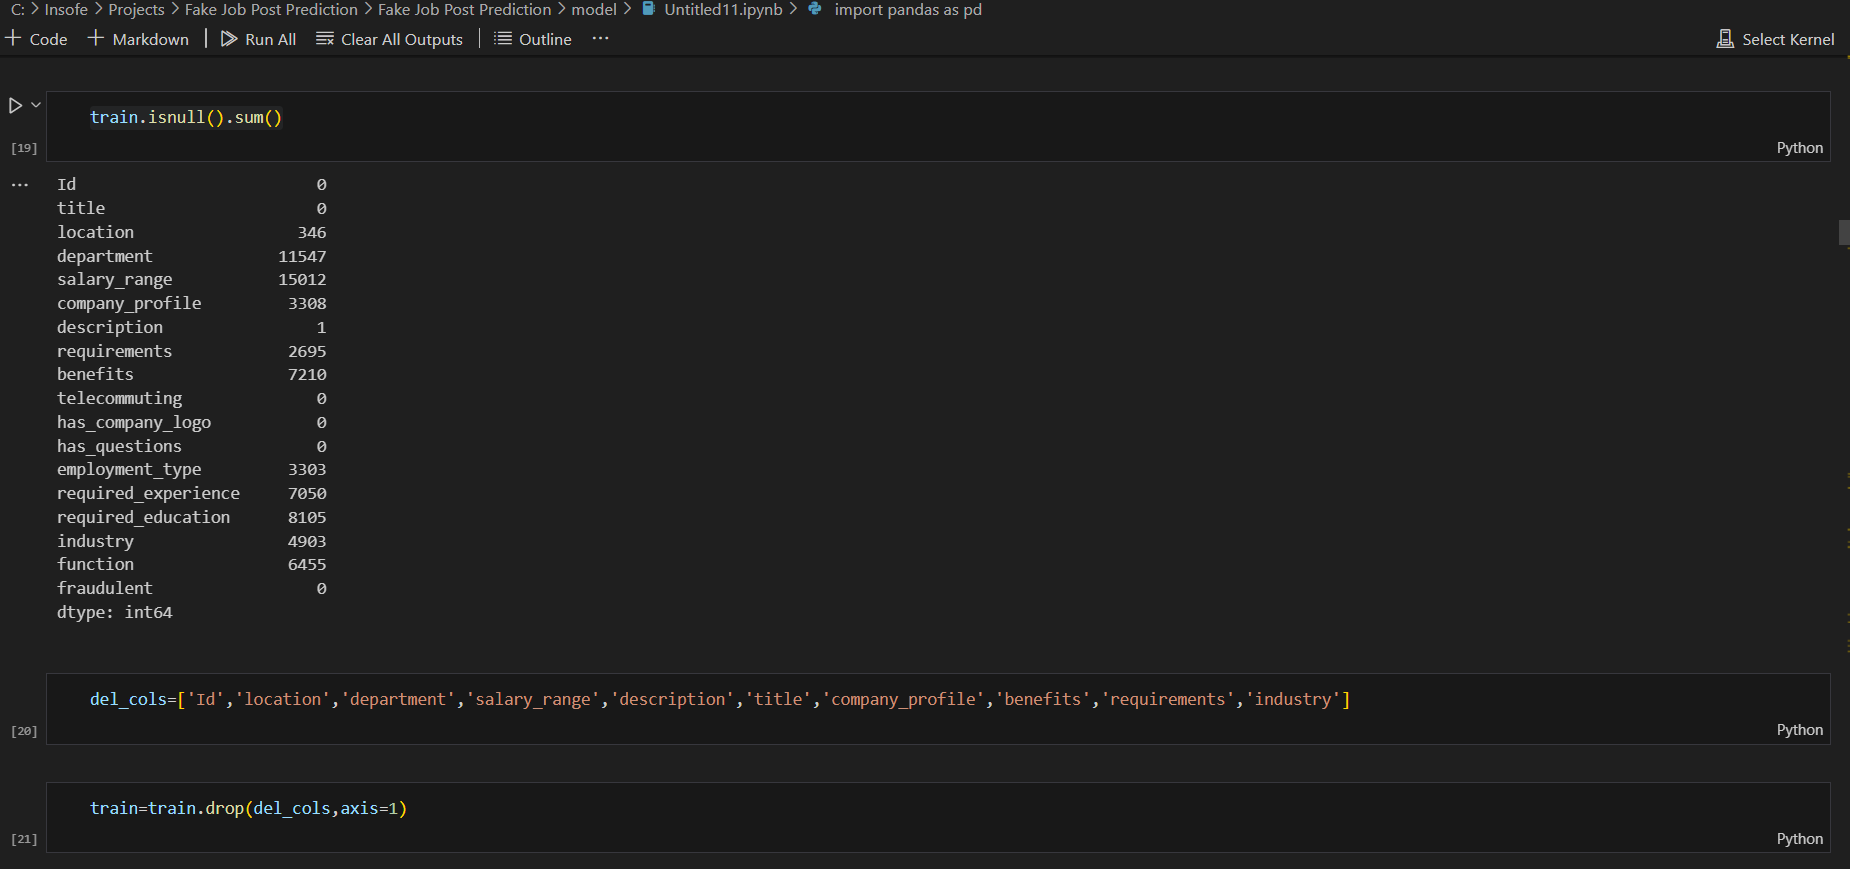 C: > Insofe > Projects > Fake Job Post Prediction > Fake Job Post Prediction > model > Untitled11.ipynb > import pandas as pd
+ Code + Markdown | Run All Clear All Outputs | Outline ··· Select Kernel
train.isnull().sum()
[19] Python
··· Id 0
title 0
location 346
department 11547
salary_range 15012
company_profile 3308
description 1
requirements 2695
benefits 7210
telecommuting 0
has_company_logo 0
has_questions 0
employment_type 3303
required_experience 7050
required_education 8105
industry 4903
function 6455
fraudulent 0
dtype: int64
del_cols=['Id','location','department','salary_range','description','title','company_profile','benefits','requirements','industry']
[20] Python
train=train.drop(del_cols,axis=1)
[21] Python